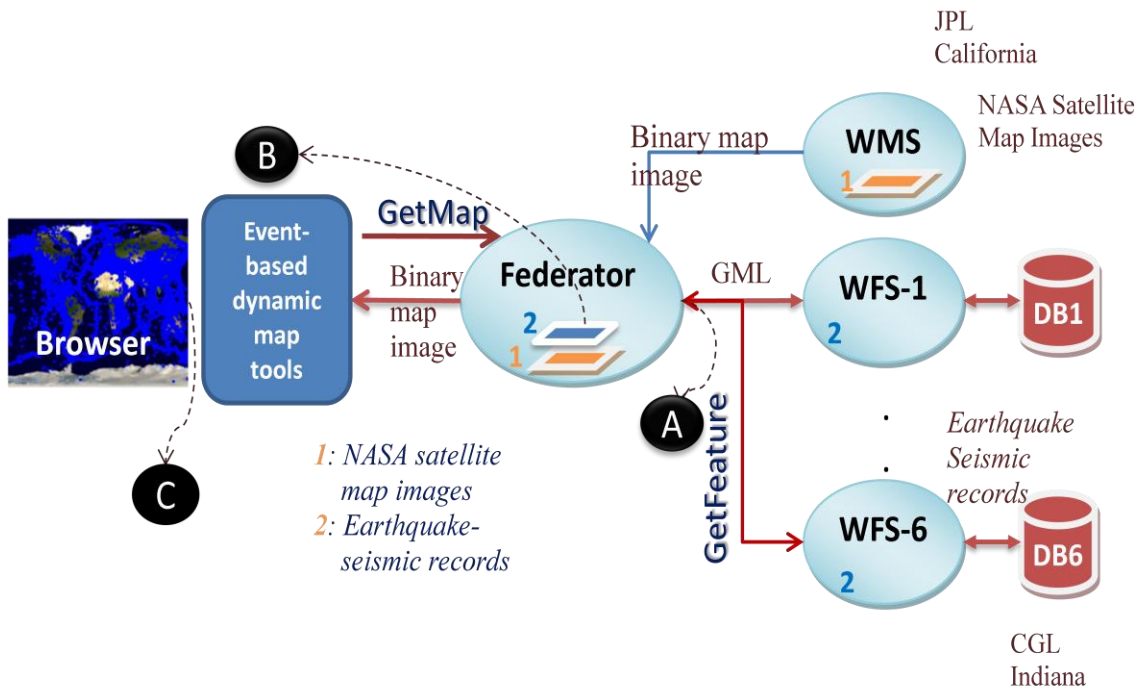 JPL
California
NASA Satellite
Map Images
WMS
1
Binary map
image
B
GetMap
Event-
based
dynamic
map
tools
Browser
Binary
map
image
Federator
2
1
GML
WFS-1
2
DB1
A
C
GetFeature
.
.
Earthquake
Seismic
records
1: NASA satellite
map images
2: Earthquake-
seismic records
WFS-6
2
DB6
CGL
Indiana